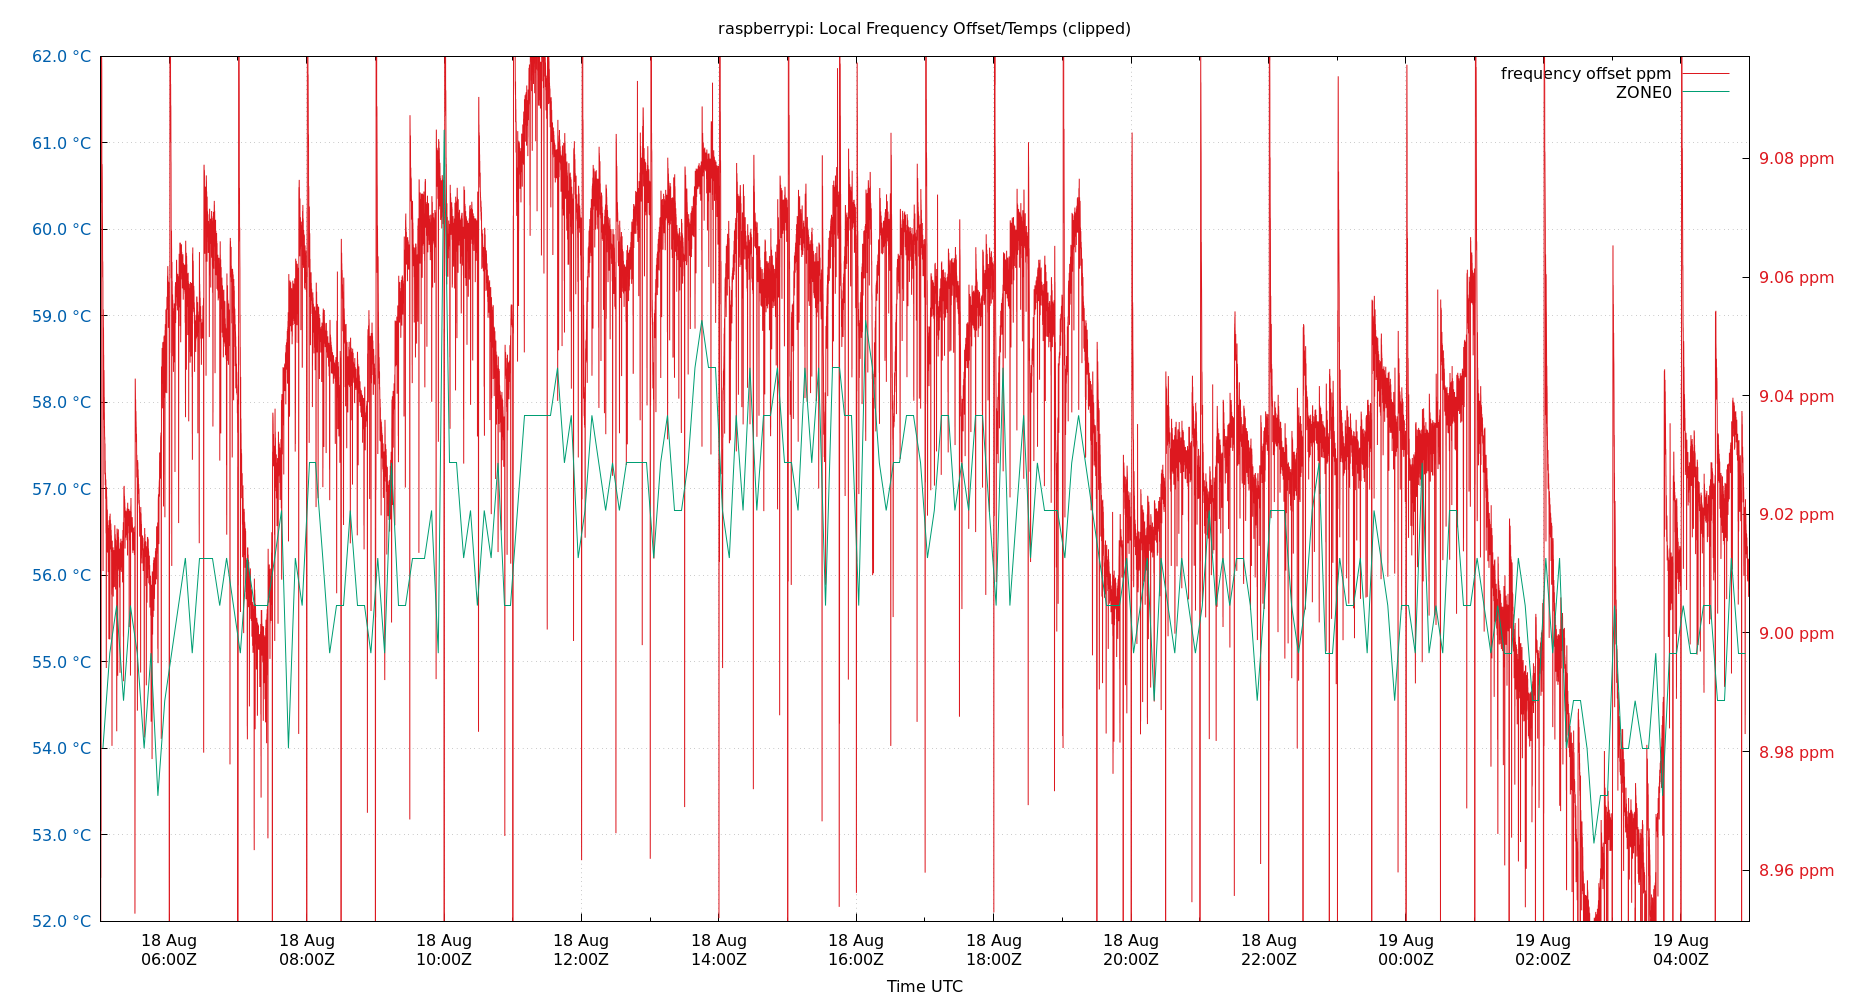 raspberrypi: Local Frequency Offset/Temps (clipped)
frequency offset ppm
ZONE0
62.0 °C
61.0 °C
60.0 °C
59.0 °C
58.0 °C
57.0 °C
56.0 °C
55.0 °C
54.0 °C
53.0 °C
52.0 °C
9.08 ppm
9.06 ppm
9.04 ppm
9.02 ppm
9.00 ppm
8.98 ppm
8.96 ppm
18 Aug 18 Aug 18 Aug 18 Aug 18 Aug 18 Aug 18 Aug 18 Aug 18 Aug 19 Aug 19 Aug 19 Aug
06:00Z 08:00Z 10:00Z 12:00Z 14:00Z 16:00Z 18:00Z 20:00Z 22:00Z 00:00Z 02:00Z 04:00Z
Time UTC